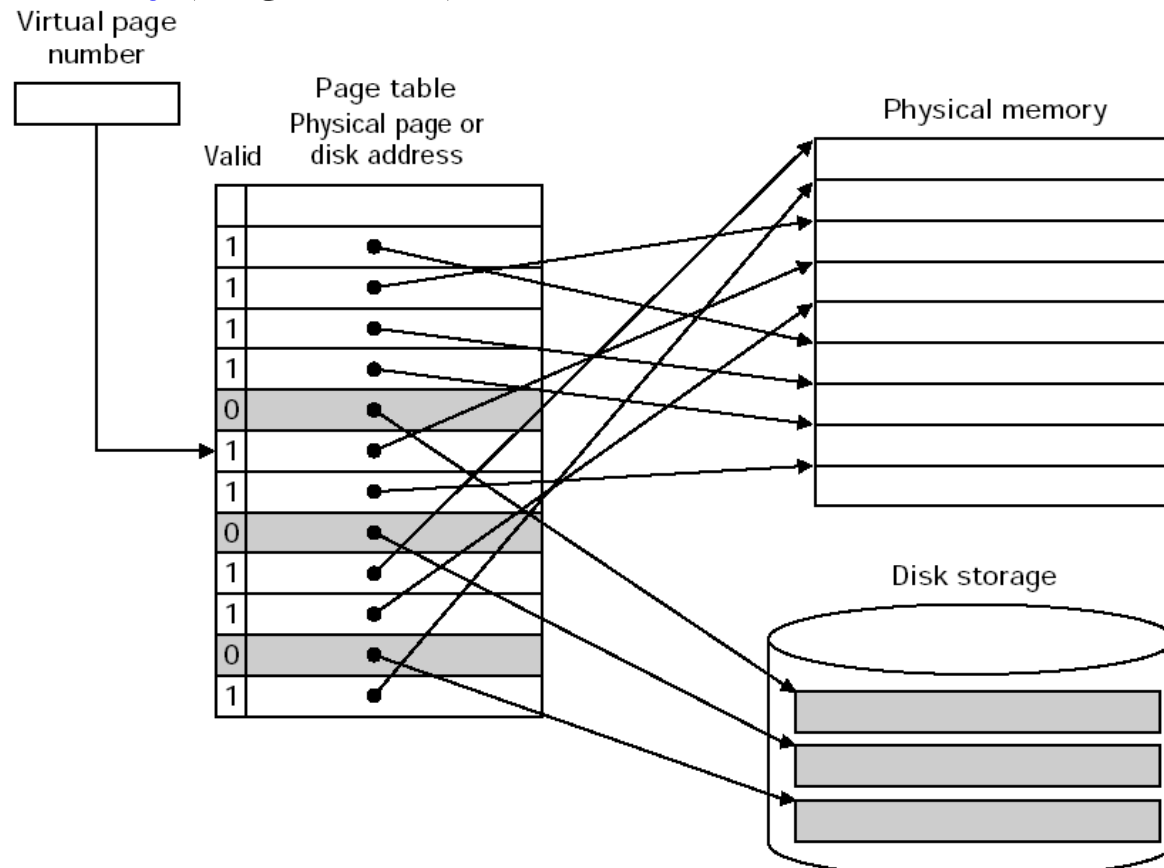 Virtual page
number
Page table
Physical page or
Valid disk address
Physical memory
1
1
1
1
0
1
1
0
1
1
0
1
Disk storage